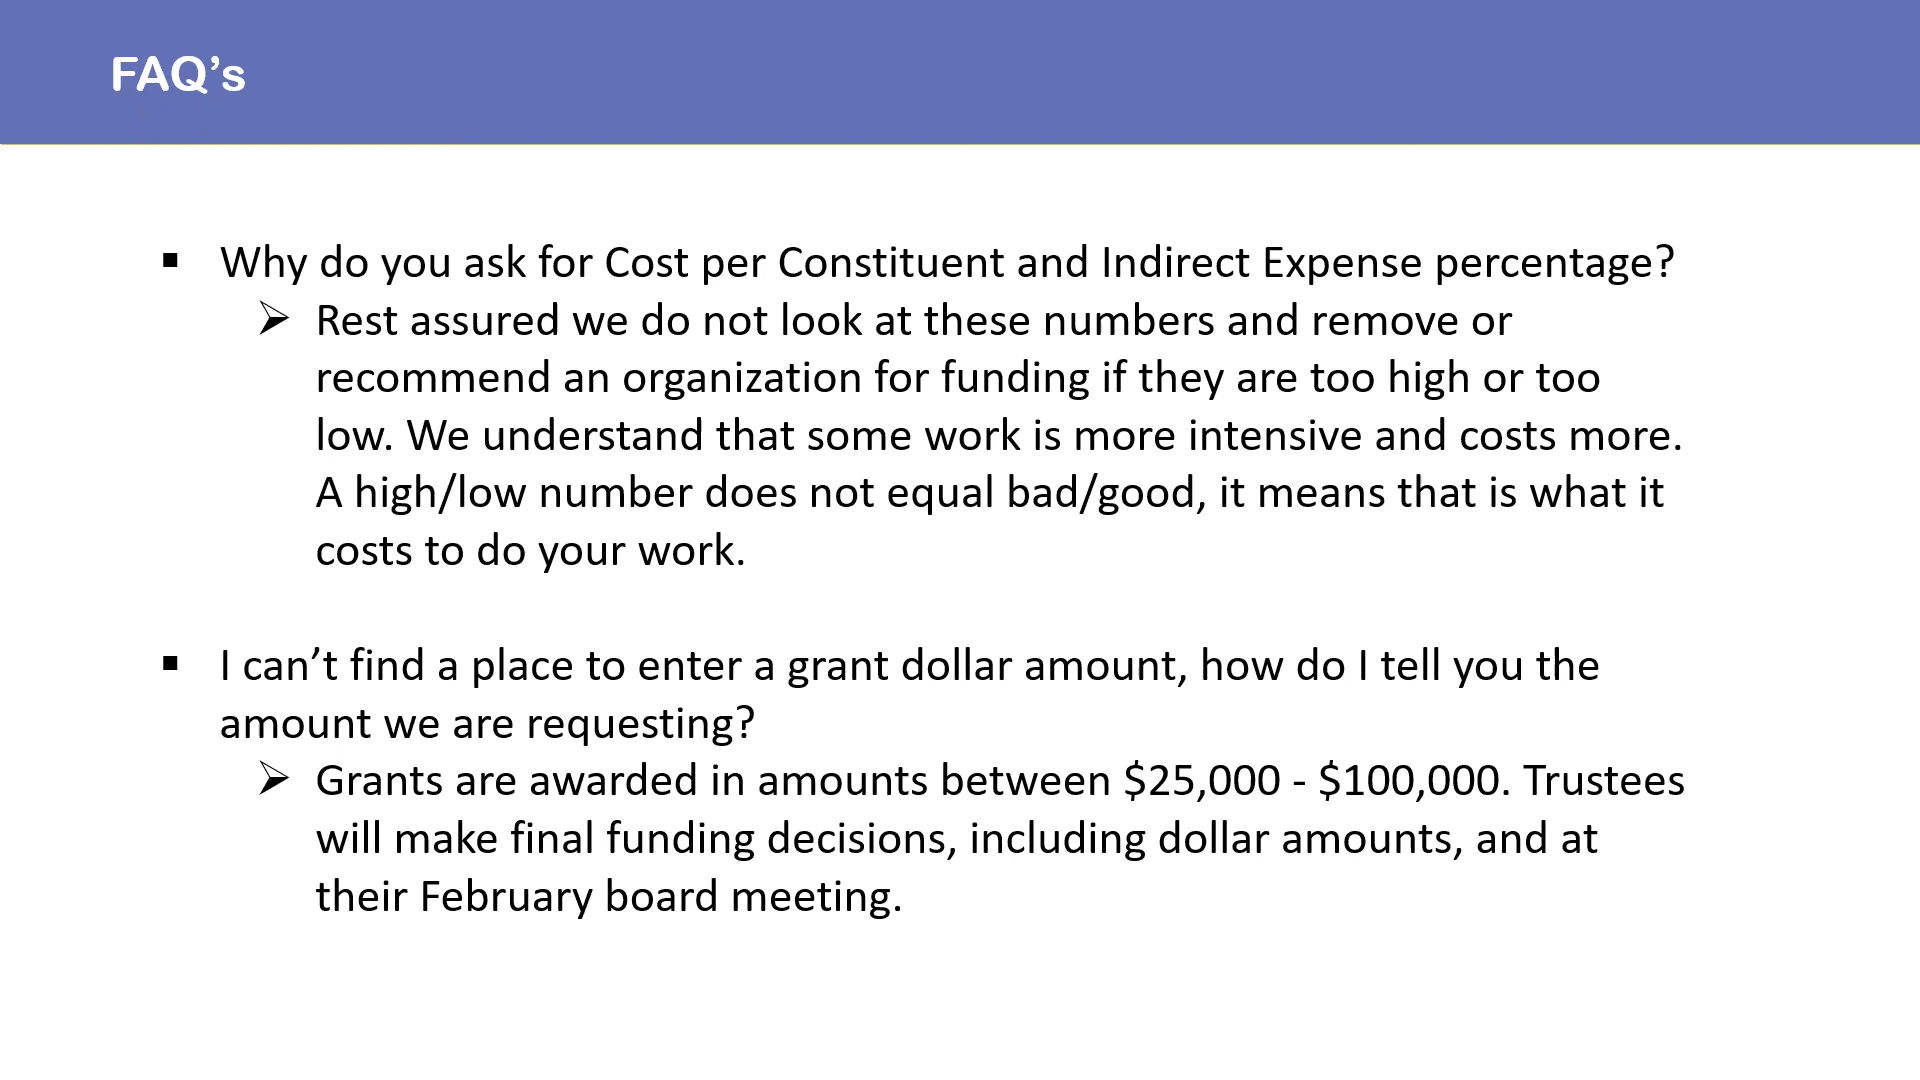 FAQ’s
▪ Why do you ask for Cost per Constituent and Indirect Expense percentage?
➢ Rest assured we do not look at these numbers and remove or
recommend an organization for funding if they are too high or too
low. We understand that some work is more intensive and costs more.
A high/low number does not equal bad/good, it means that is what it
costs to do your work.
▪ I can’t find a place to enter a grant dollar amount, how do I tell you the
amount we are requesting?
➢ Grants are awarded in amounts between $25,000 - $100,000. Trustees
will make final funding decisions, including dollar amounts, and at
their February board meeting.